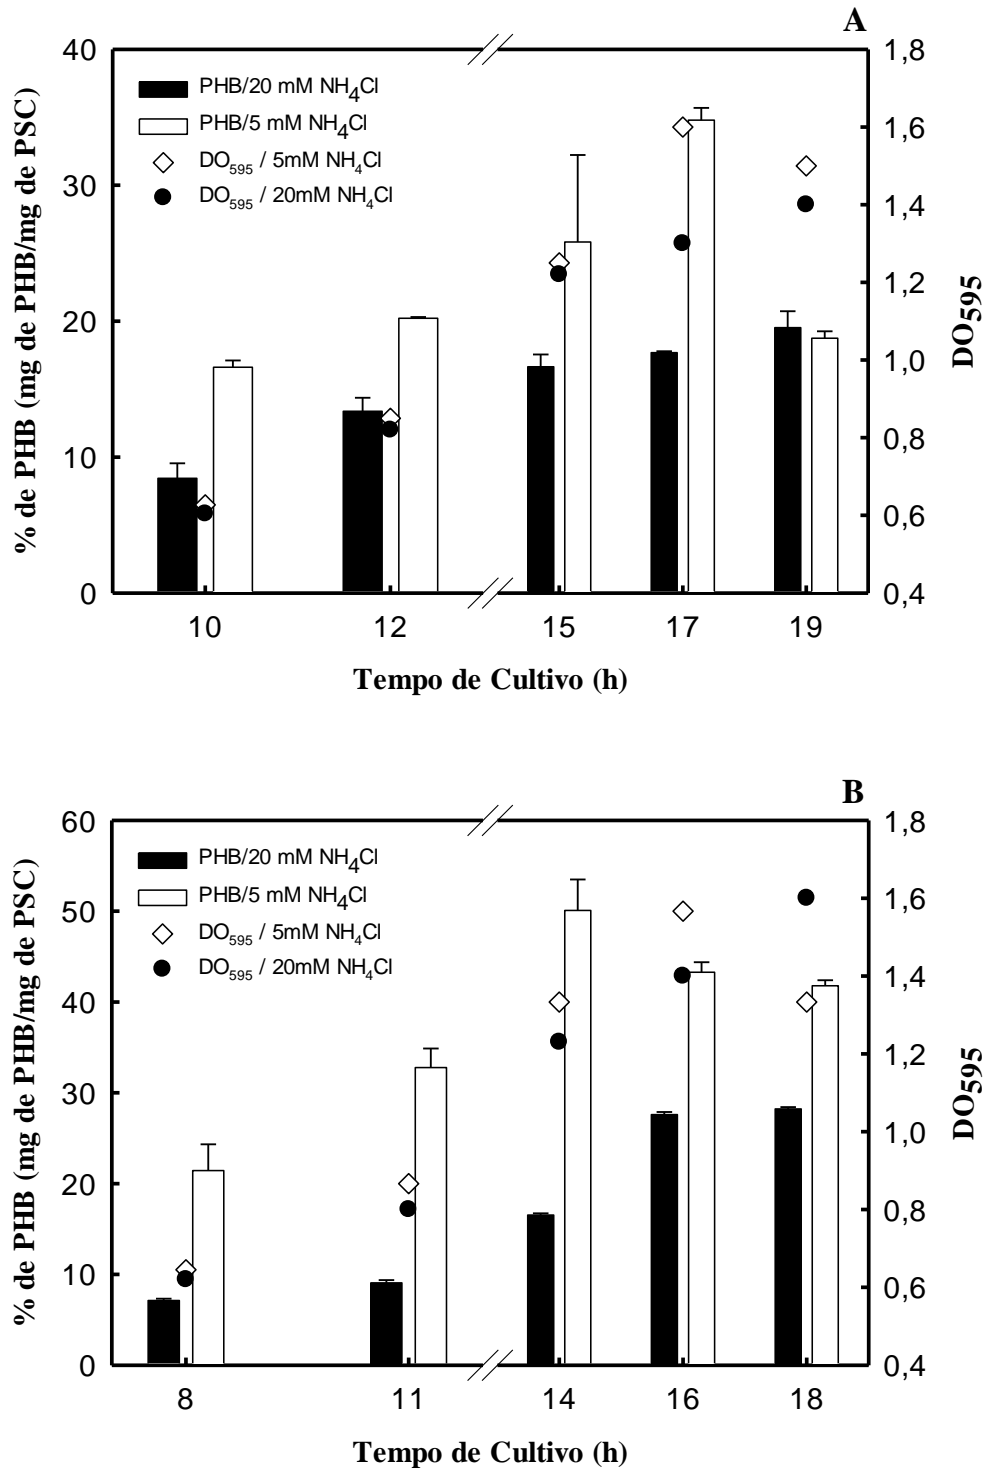 A
40
30
20
10
0
% de PHB (mg de PHB/mg de PSC)
PHB/20 mM NH4Cl
PHB/5 mM NH4Cl
DO595 / 5mM NH4Cl
DO595 / 20mM NH4Cl
1,8
1,6
1,4
1,2
1,0
0,8
0,6
0,4
DO595
10 12 15 17 19
Tempo de Cultivo (h)
B
60
50
40
30
20
10
0
% de PHB (mg de PHB/mg de PSC)
PHB/20 mM NH4Cl
PHB/5 mM NH4Cl
DO595 / 5mM NH4Cl
DO595 / 20mM NH4Cl
1,8
1,6
1,4
1,2
1,0
0,8
0,6
0,4
DO595
8 11 14 16 18
Tempo de Cultivo (h)